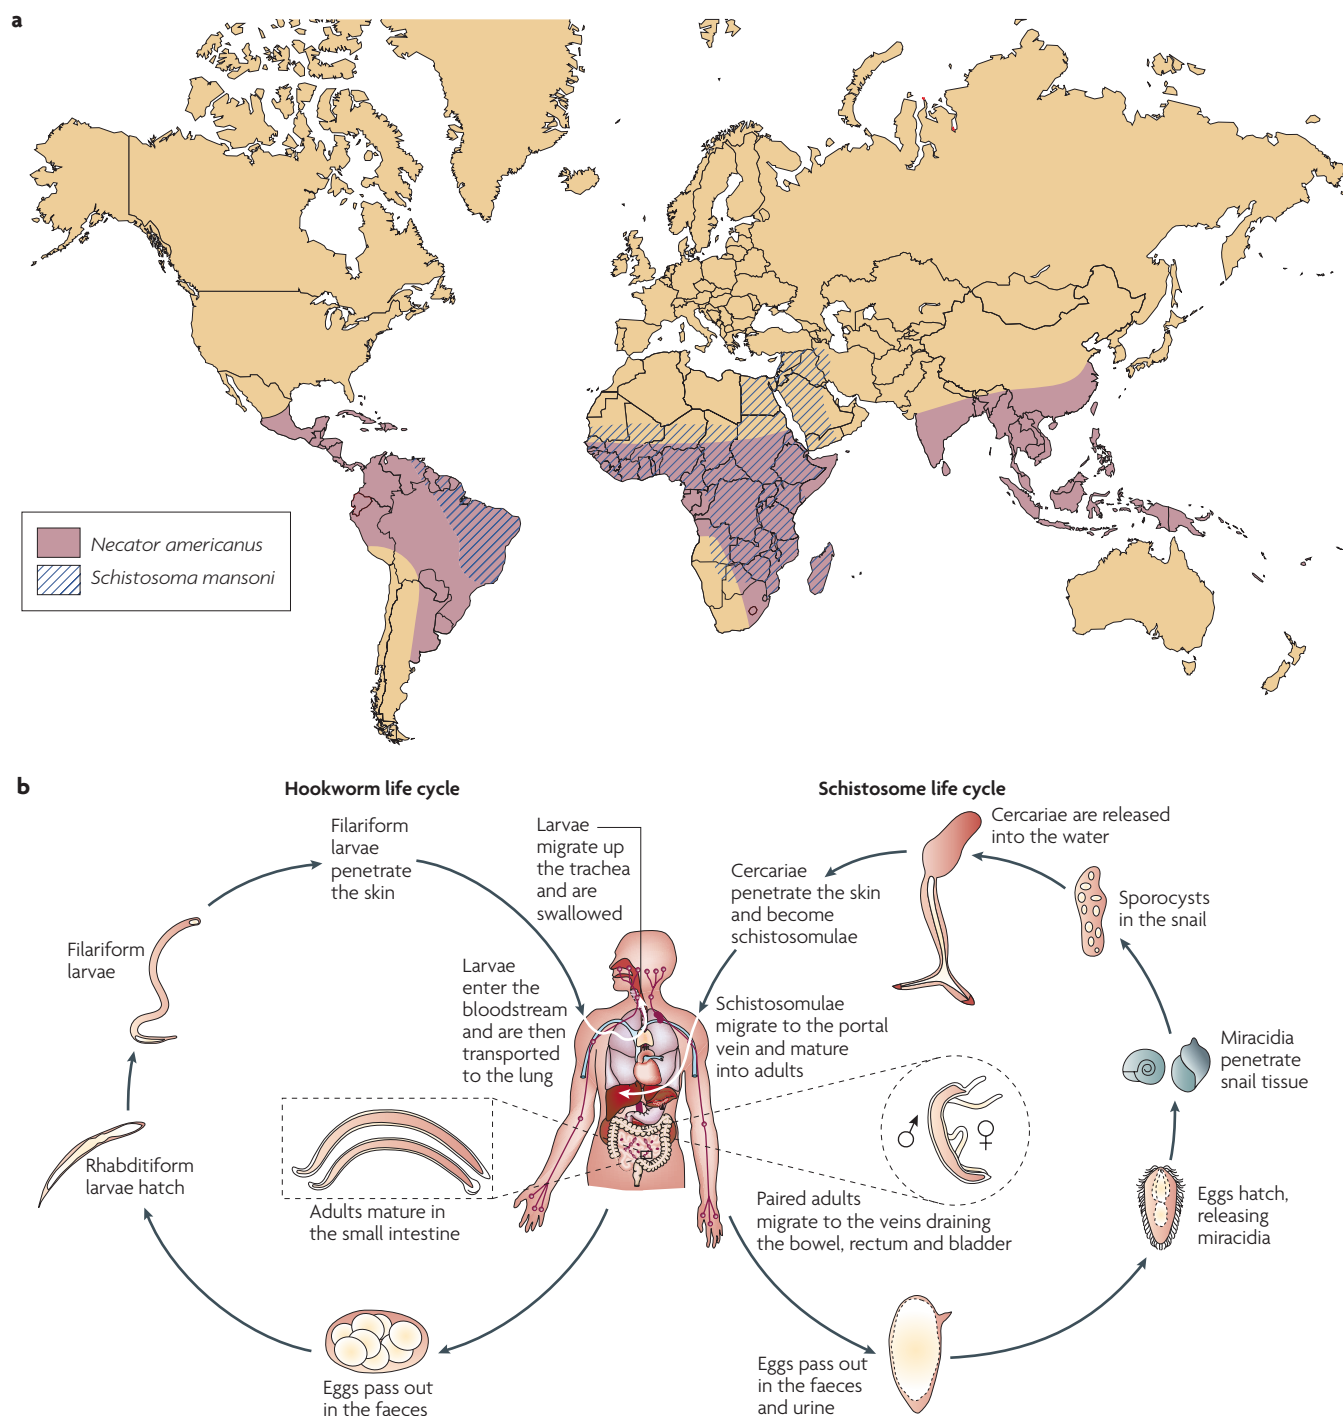 a
Necator americanus
Schistosoma mansoni
b
Hookworm life cycle
Filariform
larvae
penetrate
the skin
Larvae
migrate up
the trachea
and are
swallowed
Filariform
larvae
Larvae
enter the
bloodstream
and are then
transported
to the lung
Rhabditiform
larvae hatch
Adults mature in
the small intestine
Eggs pass out
in the faeces
Schistosome life cycle
Cercariae are released
into the water
Cercariae
penetrate the skin
and become
schistosomulae
Sporocysts
in the snail
Schistosomulae
migrate to the portal
vein and mature
into adults
Miracidia
penetrate
snail tissue
♂ ♀
Paired adults
migrate to the veins draining
the bowel, rectum and bladder
Eggs hatch,
releasing
miracidia
Eggs pass out
in the faeces
and urine